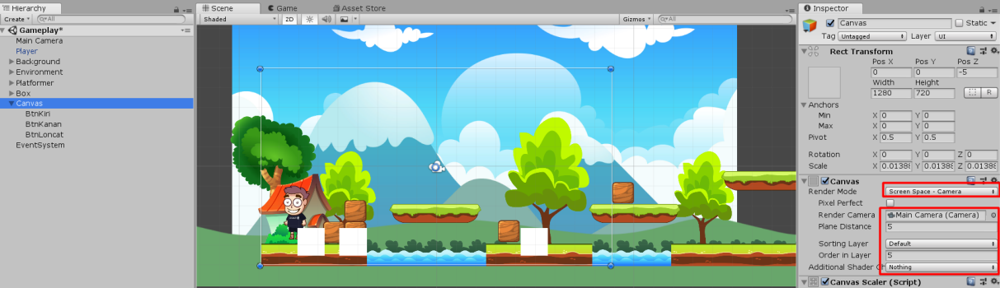 Hierarchy
Create
All
Gameplay*
Main Camera
Player
Background
Environment
Platformer
Box
Canvas
BtnKiri
BtnKanan
BtnLoncat
EventSystem
Scene
Game
Asset Store
Shaded
2D
Gizmos
All
Inspector
Canvas
Static
Tag Untagged Layer UI
Rect Transform
Pos X Pos Y Pos Z
0 0 -5
Width Height
1280 720
R
Anchors
Min X 0 Y 0
Max X 0 Y 0
Pivot X 0.5 Y 0.5
Rotation X 0 Y 0 Z 0
Scale X 0.0138 Y 0.0138 Z 0.0138
Canvas
Render Mode Screen Space - Camera
Pixel Perfect
Render Camera Main Camera (Camera)
Plane Distance 5
Sorting Layer Default
Order in Layer 5
Additional Shader Nothing
Canvas Scaler (Script)